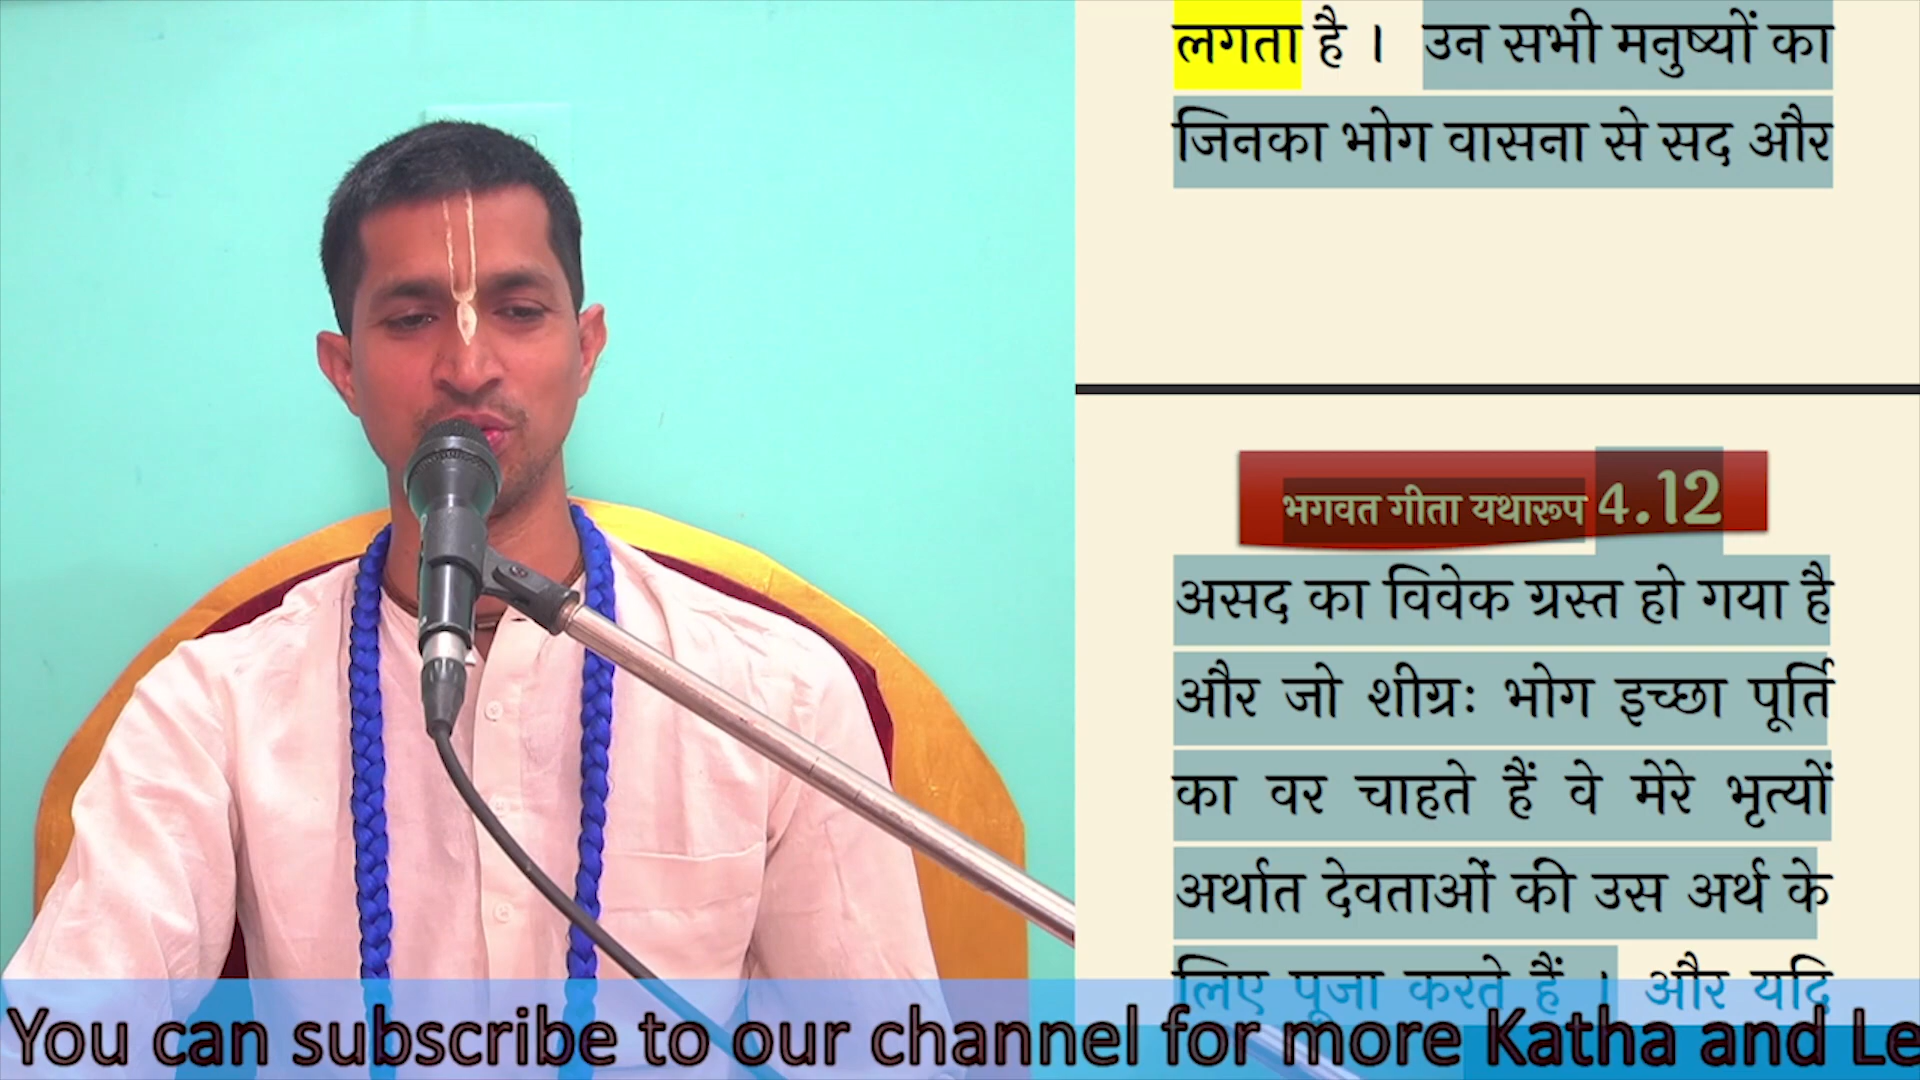 लगता है । उन सभी मनुष्यों का
जिनका भोग वासना से सद और
भगवत गीता यथारूप 4.12
असद का विवेक ग्रस्त हो गया है
और जो शीग्रः भोग इच्छा पूर्ति
का वर चाहते हैं वे मेरे भृत्यों
अर्थात देवताओं की उस अर्थ के
लिए पूजा करते हैं । और यदि
You can subscribe to our channel for more Katha and Le